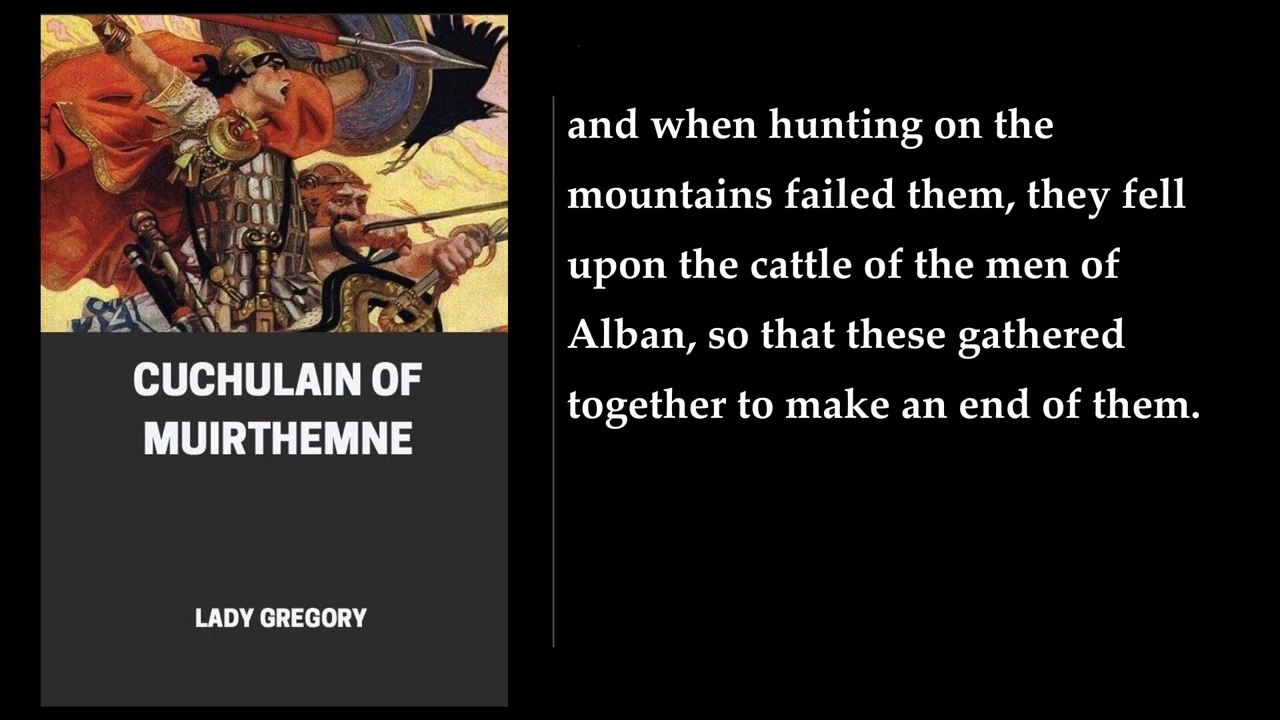 CUCHULAIN OF
MUIRTHEMNE
LADY GREGORY
and when hunting on the
mountains failed them, they fell
upon the cattle of the men of
Alban, so that these gathered
together to make an end of them.